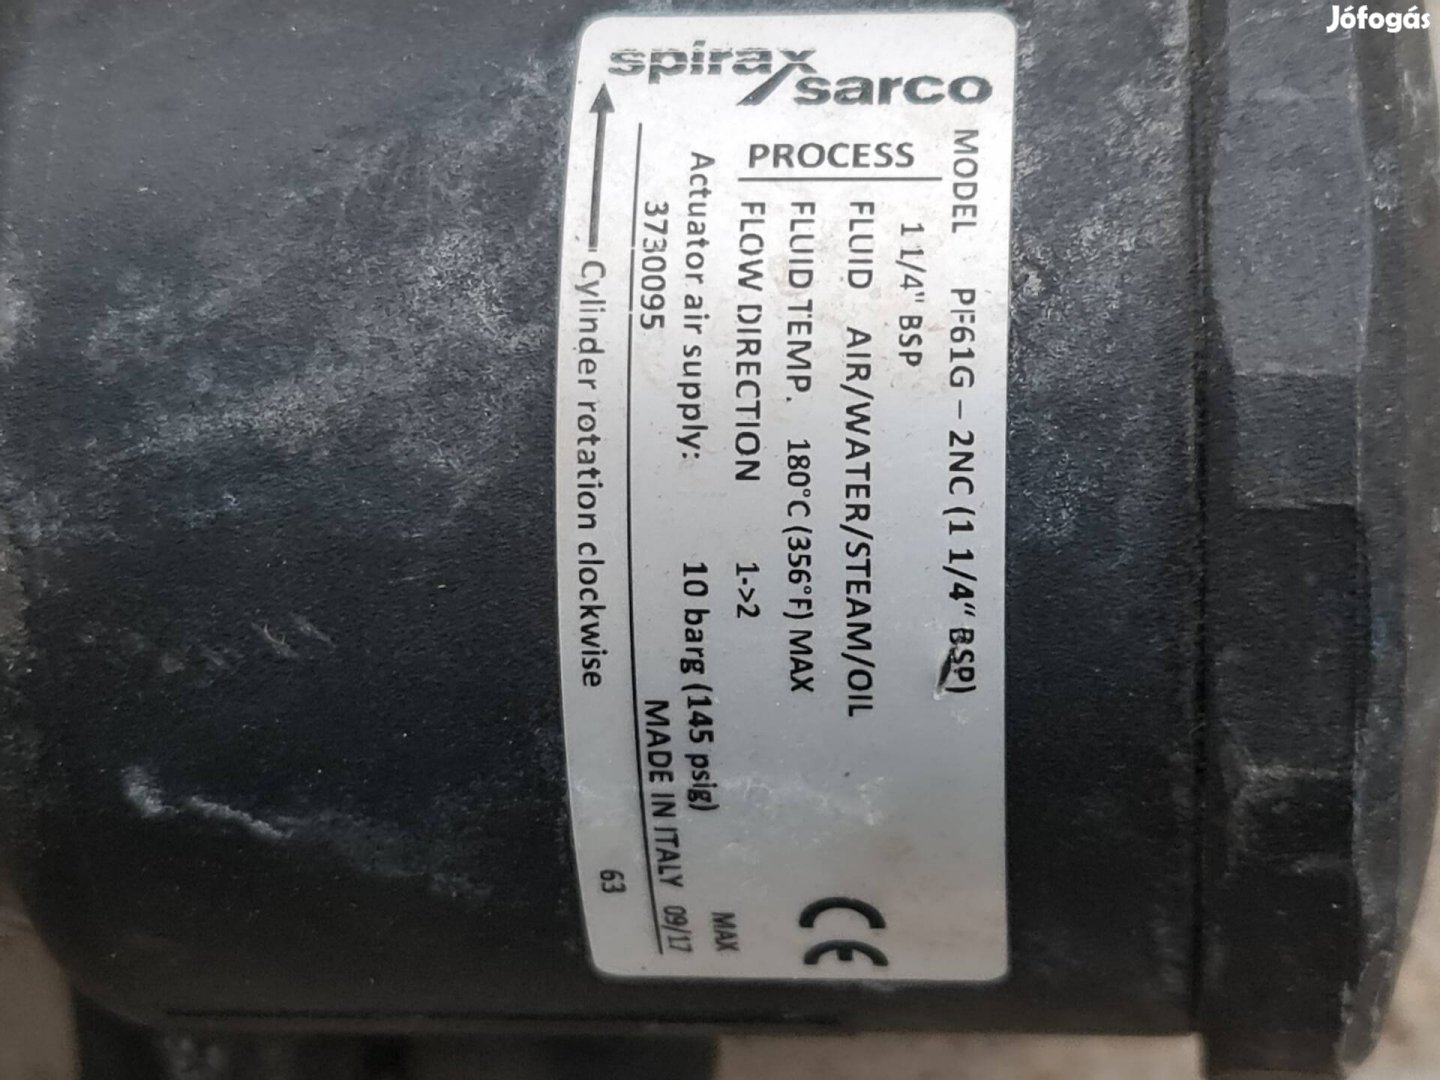 Jófogás
spirax sarco
MODEL PF61G – 2NC (1 1/4" BSP)
1 1/4" BSP
PROCESS
FLUID AIR/WATER/STEAM/OIL
FLUID TEMP. 180°C (356°F) MAX
FLOW DIRECTION 1->2
Actuator air supply: 10 barg (145 psig) MAX
3730095 MADE IN ITALY 09/17
Cylinder rotation clockwise 63
CE